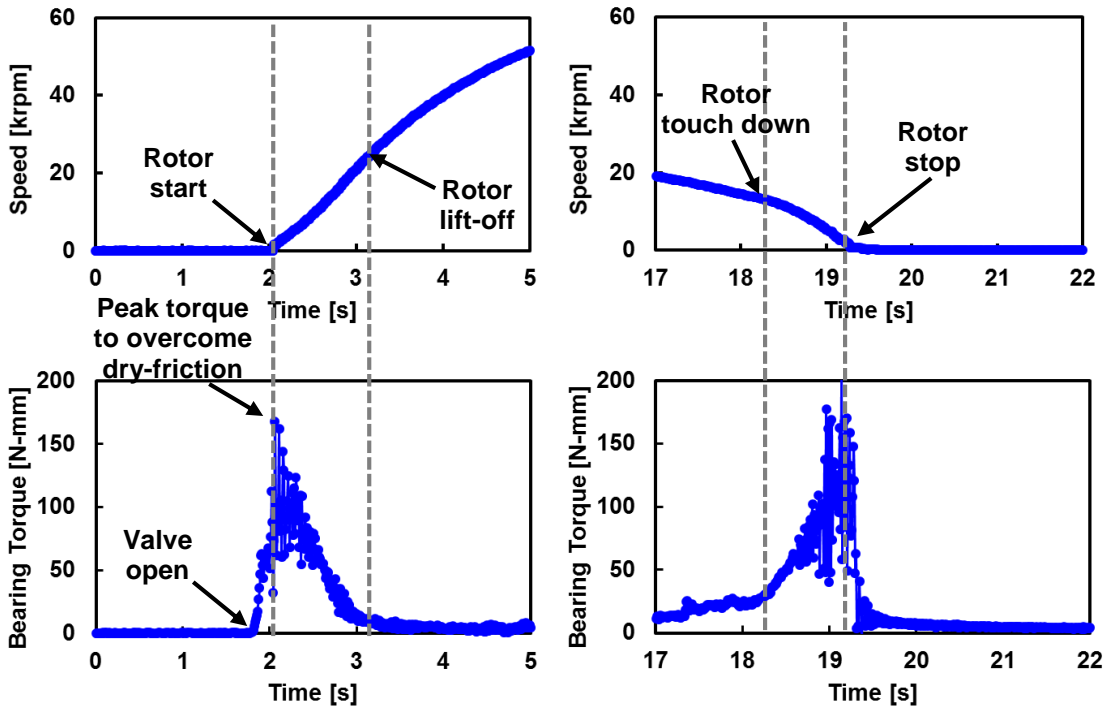 60
40
20
0
Speed [krpm]
Rotor
start
Rotor
lift-off
0 1 2 3 4 5
Time [s]
60
40
20
0
Speed [krpm]
Rotor
touch down
Rotor
stop
17 18 19 20 21 22
Time [s]
Peak torque
to overcome
dry-friction
200
150
100
50
0
Bearing Torque [N-mm]
Valve
open
0 1 2 3 4 5
Time [s]
200
150
100
50
0
Bearing Torque [N-mm]
17 18 19 20 21 22
Time [s]